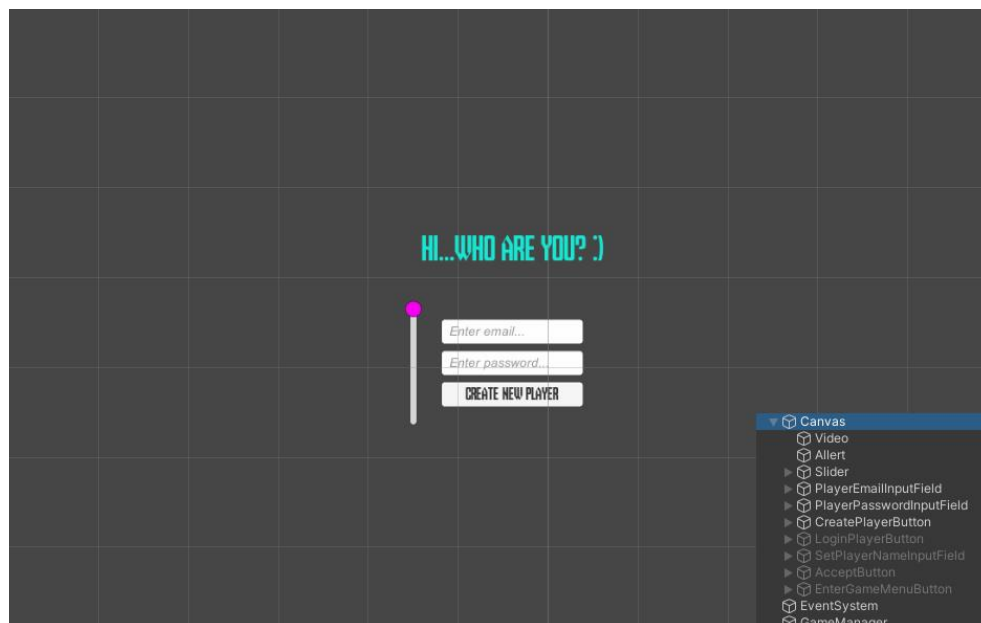 HI...WHO ARE YOU? :)
Enter email...
Enter password...
CREATE NEW PLAYER
Canvas
Video
Allert
Slider
PlayerEmailInputField
PlayerPasswordInputField
CreatePlayerButton
LoginPlayerButton
SetPlayerNameInputField
AcceptButton
EnterGameMenuButton
EventSystem
GameManager